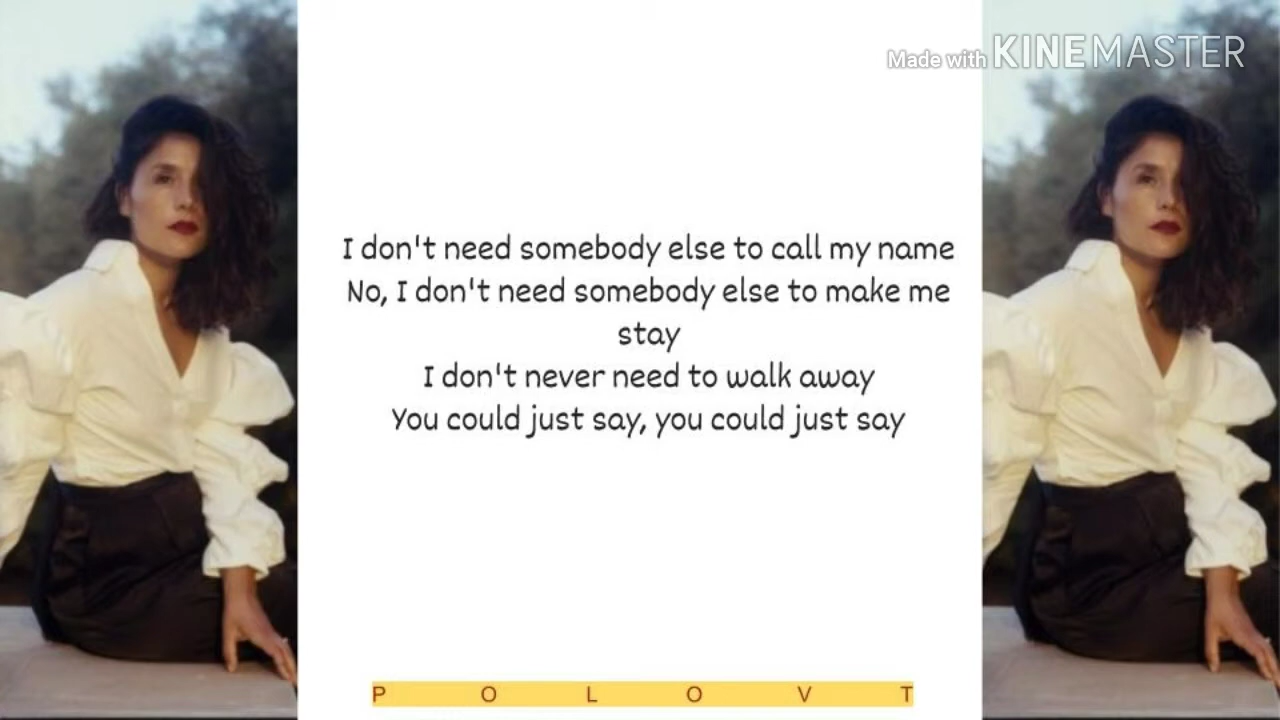 Made with KINEMASTER
I don't need somebody else to call my name
No, I don't need somebody else to make me
stay
I don't never need to walk away
You could just say, you could just say
P O L O V T